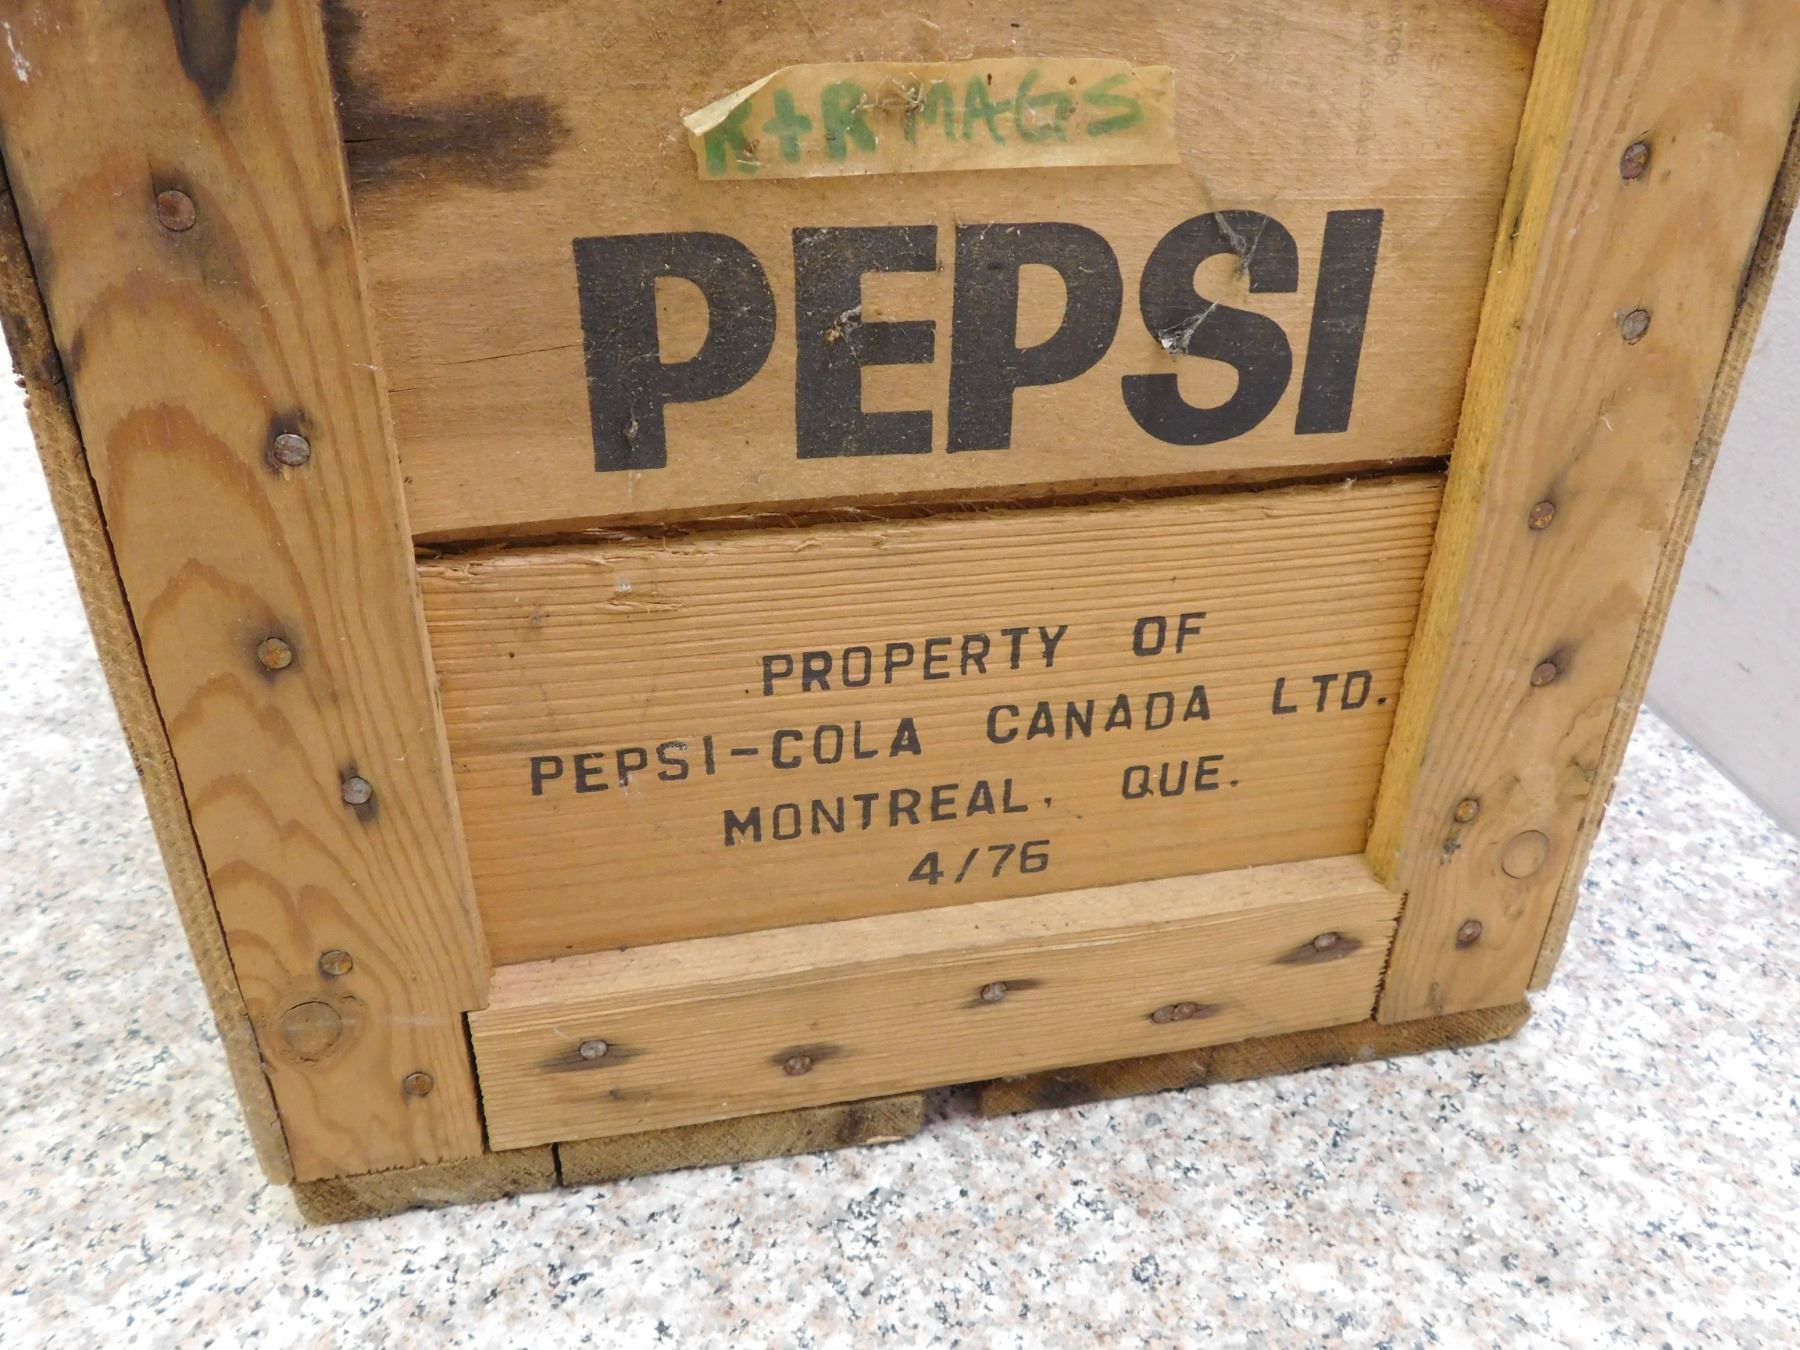 R+R MAGS
PEPSI
PROPERTY OF
PEPSI-COLA CANADA LTD.
MONTREAL, QUE.
4/76